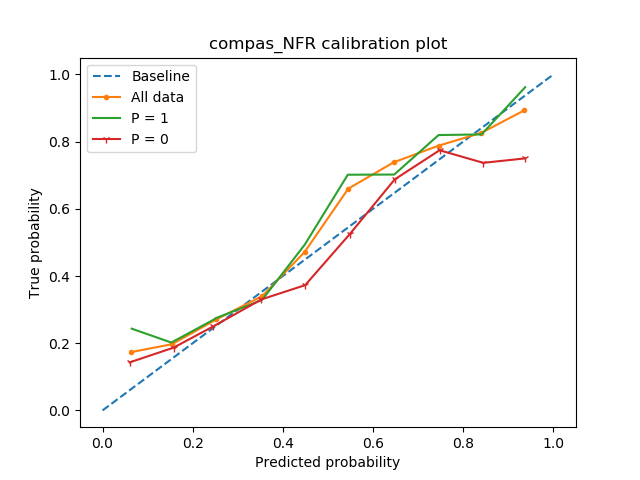 compas_NFR calibration plot
Baseline
All data
P = 1
P = 0
True probability
1.0
0.8
0.6
0.4
0.2
0.0
0.0 0.2 0.4 0.6 0.8 1.0
Predicted probability